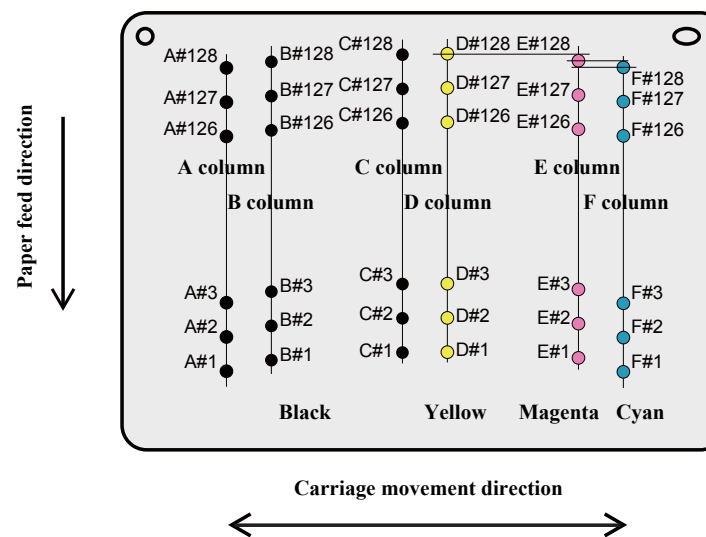 C#128 D#128 E#128
A#128 B#128
F#128
C#127 D#127 E#127
A#127 B#127 F#127
C#126 D#126 E#126
A#126 B#126 F#126
A column C column E column
B column D column F column
Paper feed direction
C#3 D#3 E#3
A#3 B#3 F#3
C#2 D#2 E#2
A#2 B#2 F#2
C#1 D#1 E#1
A#1 B#1 F#1
Black Yellow Magenta Cyan
Carriage movement direction